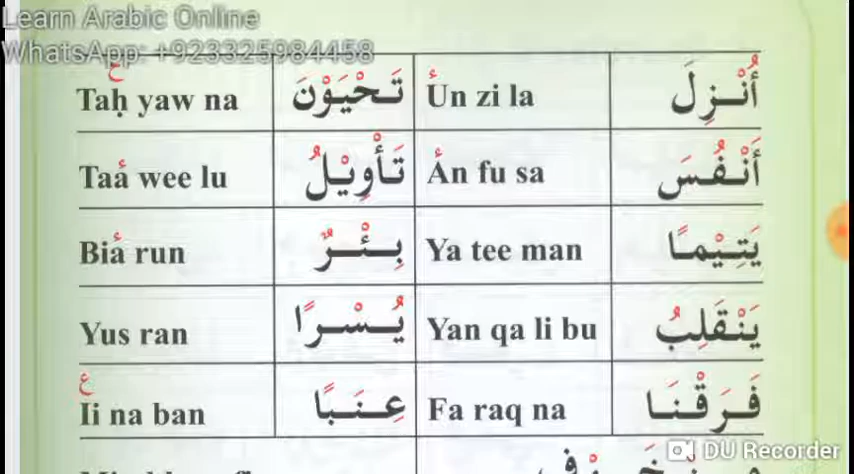 Learn Arabic Online
WhatsApp: +923325984458
Taḥ yaw na تَحْيَوْنَ Ún zi la أُنْزِلَ
Taá wee lu تَأْوِيْلُ Án fu sa أَنْفُسَ
Biá run بِئْرٌ Ya tee man يَتِيْمًا
Yus ran يُسْرًا Yan qa li bu يَنْقَلِبُ
Ii na ban عِنَبًا Fa raq na فَرَقْنَا
DU Recorder